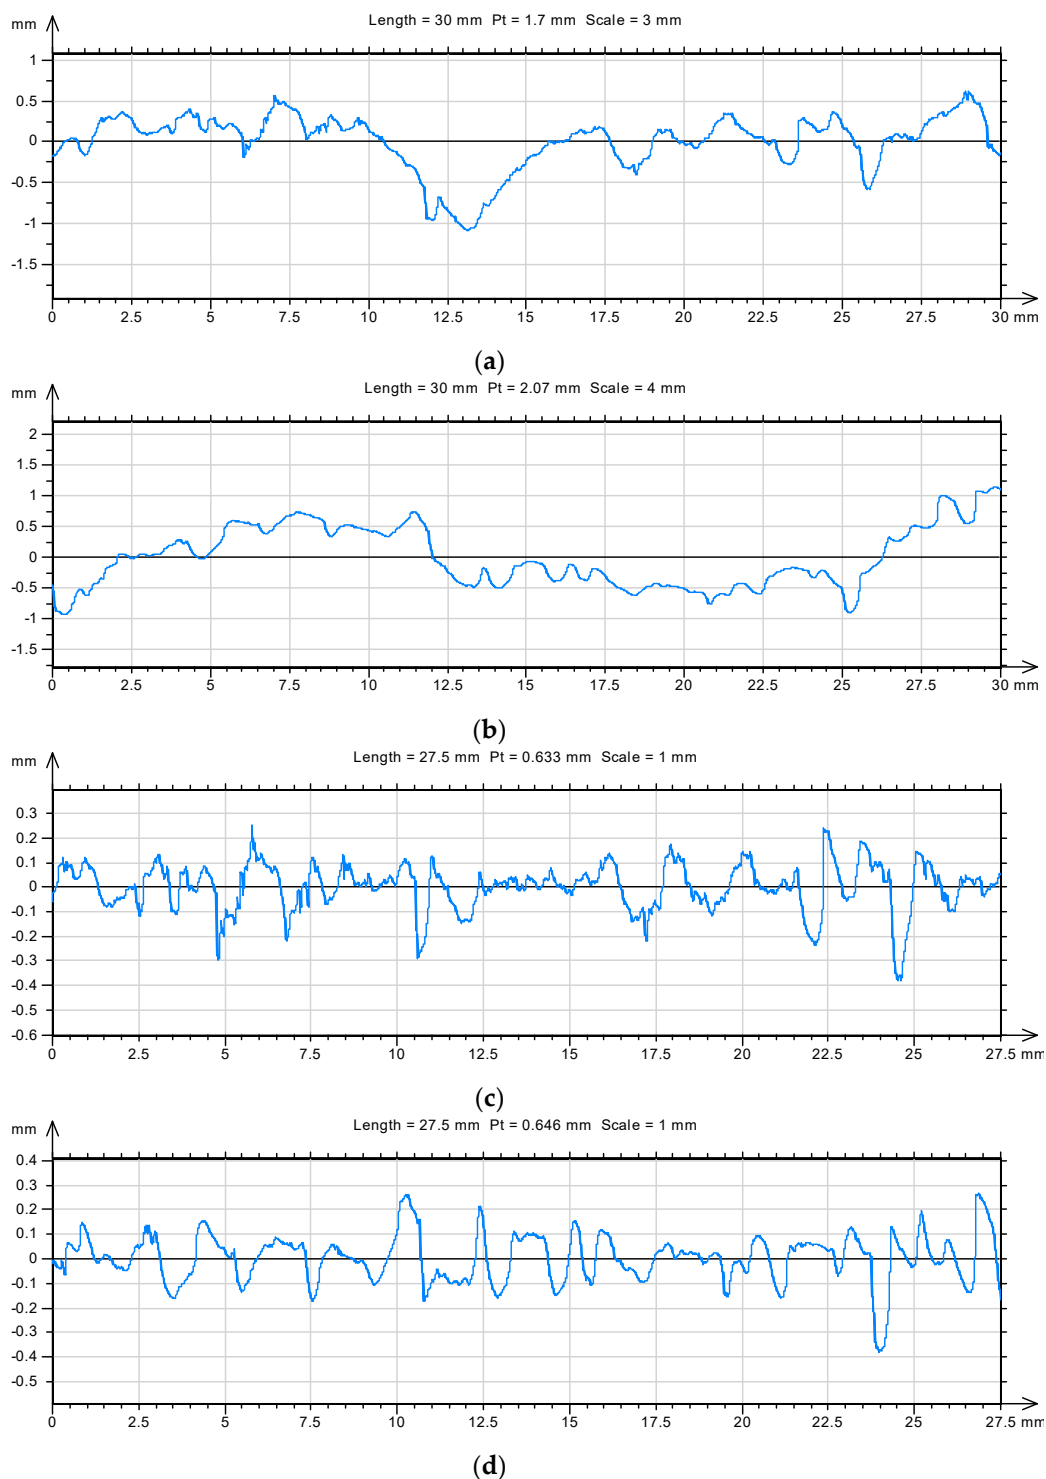 Length = 30 mm  Pt = 1.7 mm  Scale = 3 mm
mm
1
0.5
0
-0.5
-1
-1.5
0 2.5 5 7.5 10 12.5 15 17.5 20 22.5 25 27.5 30 mm
(a)
Length = 30 mm  Pt = 2.07 mm  Scale = 4 mm
mm
2
1.5
1
0.5
0
-0.5
-1
-1.5
0 2.5 5 7.5 10 12.5 15 17.5 20 22.5 25 27.5 30 mm
(b)
Length = 27.5 mm  Pt = 0.633 mm  Scale = 1 mm
mm
0.3
0.2
0.1
0
-0.1
-0.2
-0.3
-0.4
-0.5
-0.6
0 2.5 5 7.5 10 12.5 15 17.5 20 22.5 25 27.5 mm
(c)
Length = 27.5 mm  Pt = 0.646 mm  Scale = 1 mm
mm
0.4
0.3
0.2
0.1
0
-0.1
-0.2
-0.3
-0.4
-0.5
0 2.5 5 7.5 10 12.5 15 17.5 20 22.5 25 27.5 mm
(d)